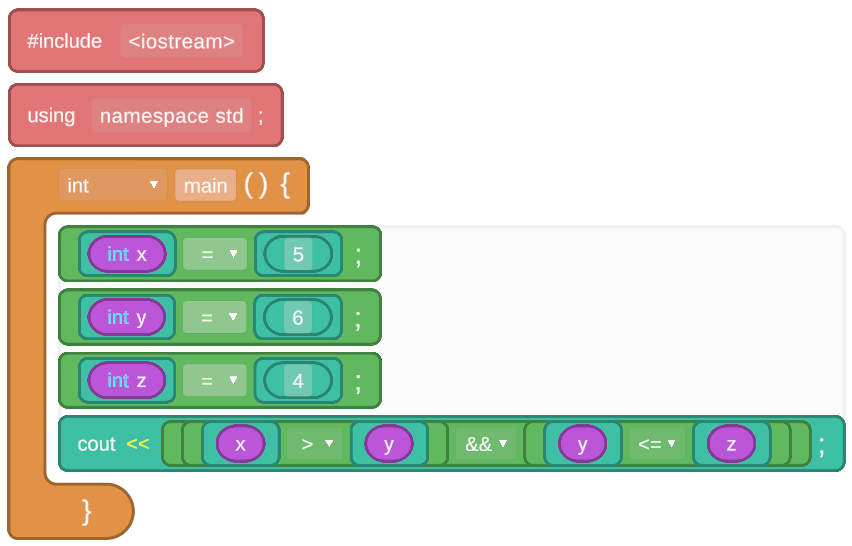 #include <iostream>
using namespace std ;
int main () {
int x = 5 ;
int y = 6 ;
int z = 4 ;
cout << x > y && y <= z ;
}